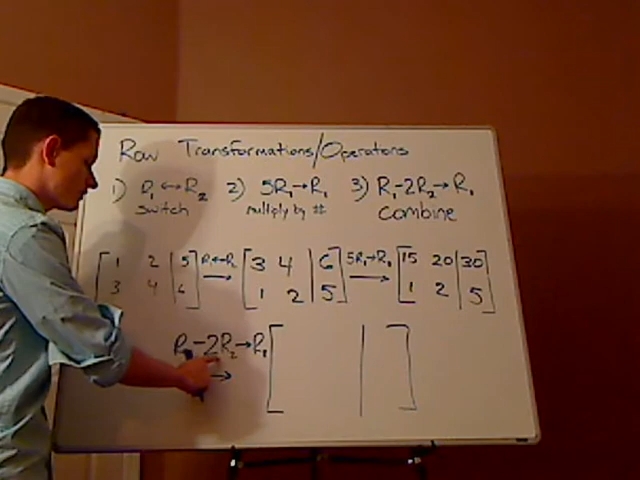 Row Transformations/Operations
1) R₁ ↔ R₂ 2) 5R₁→R₁ 3) R₁-2R₂→R₁
switch multiply by # combine
[1 2 | 5] R₁↔R₂ → [3 4 | 6] 5R₁→R₁ → [15 20 | 30]
[3 4 | 6] [1 2 | 5] [1 2 | 5]
R₁-2R₂→R₁ [ | ]
→